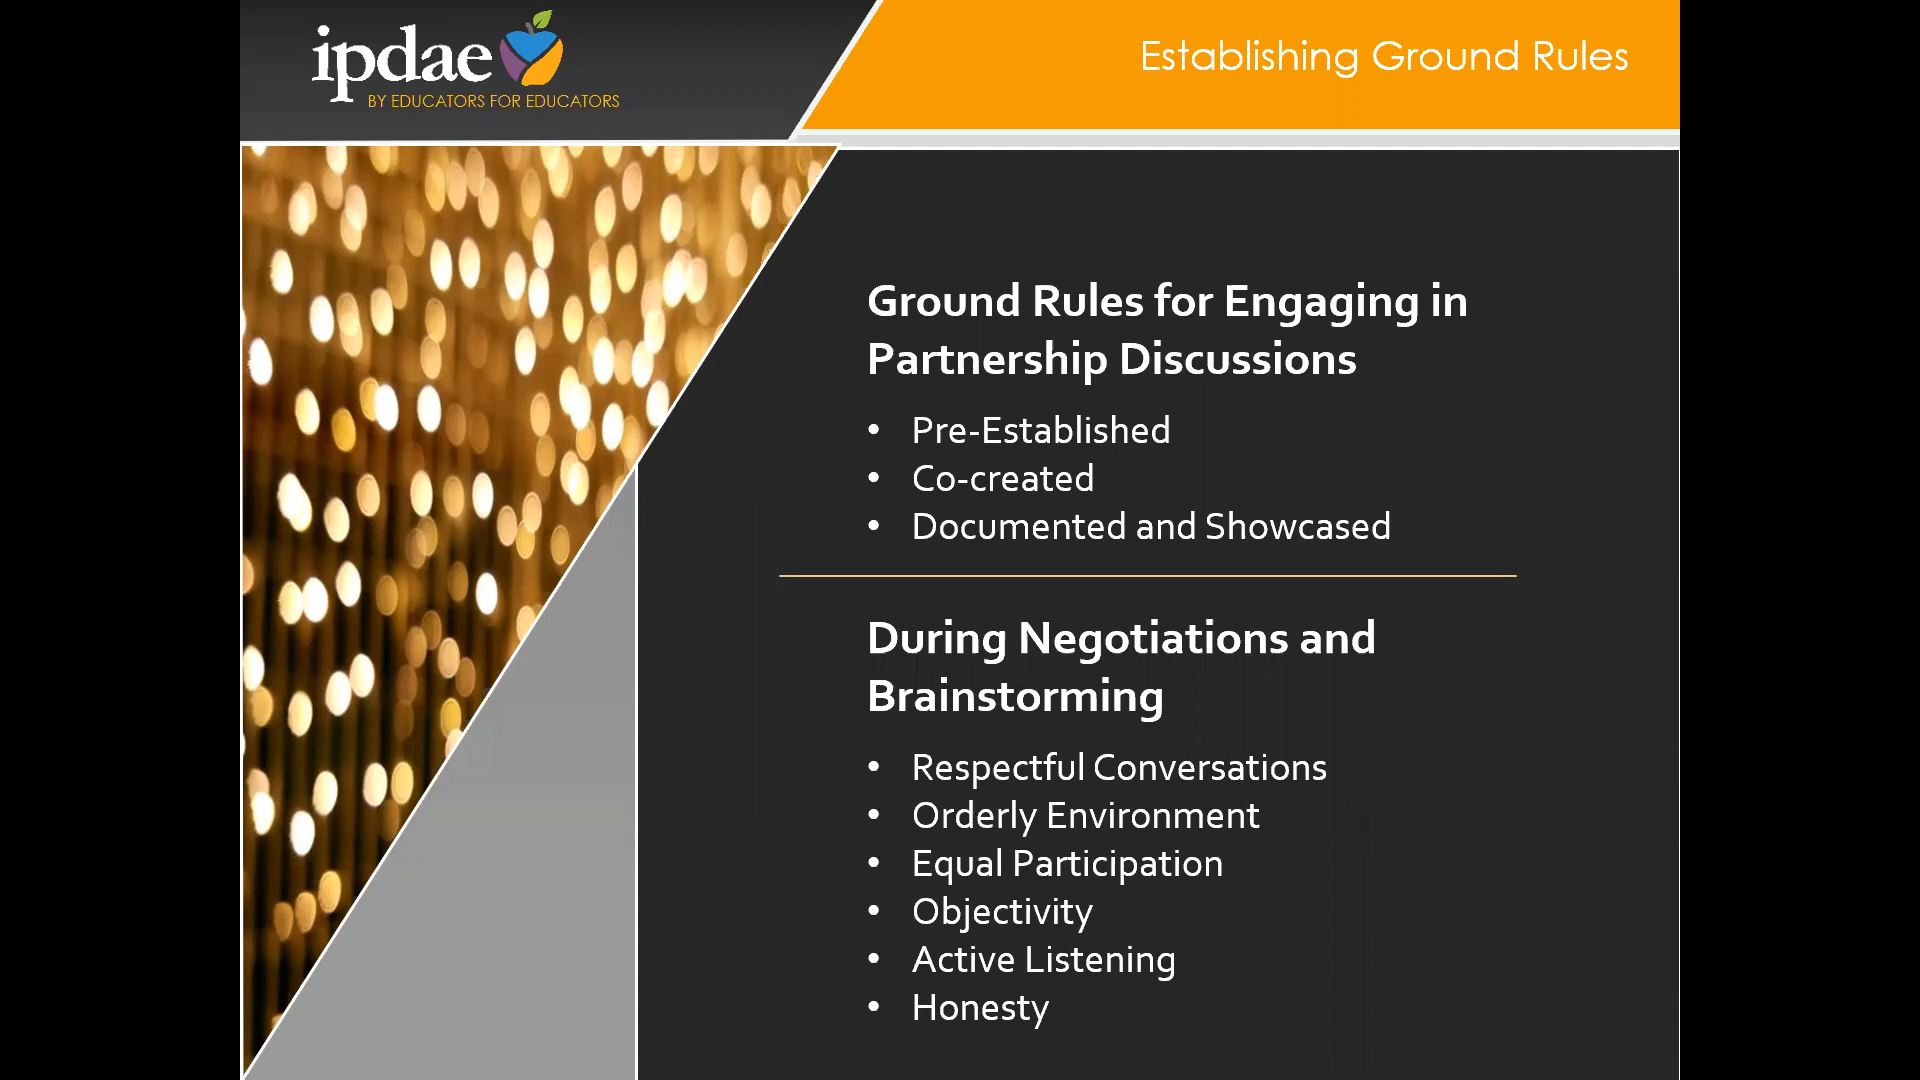 ipdae
BY EDUCATORS FOR EDUCATORS
Establishing Ground Rules
Ground Rules for Engaging in
Partnership Discussions
• Pre-Established
• Co-created
• Documented and Showcased
During Negotiations and
Brainstorming
• Respectful Conversations
• Orderly Environment
• Equal Participation
• Objectivity
• Active Listening
• Honesty